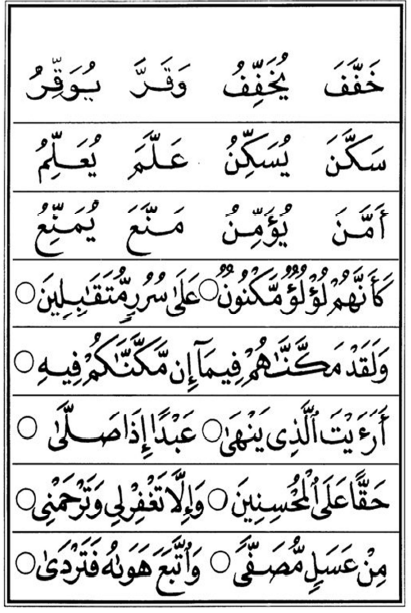 خَفَّفَ يُخَفِّفُ وَقَرَّ يُوَقِّرُ
سَكَّنَ يُسَكِّنُ عَلَّمَ يُعَلِّمُ
أَمَّنَ يُؤَمِّنُ مَنَّعَ يُمَنِّعُ
كَأَنَّهُمْ لُؤْلُؤٌ مَّكْنُونٌ ○ عَلَىٰ سُرُرٍ مُّتَقَـٰبِلِينَ ○
وَلَقَدْ مَكَّنَّـٰهُمْ فِيمَآ إِن مَّكَّنَّـٰكُمْ فِيهِ ○
أَرَءَيْتَ ٱلَّذِى يَنْهَىٰ ○ عَبْدًا إِذَا صَلَّىٰ ○
حَقًّا عَلَى ٱلْمُحْسِنِينَ ○ وَإِلَّا تَغْفِرْ لِى وَتَرْحَمْنِى ○
مِنْ عَسَلٍ مُّصَفًّى ○ وَٱتَّبَعَ هَوَىٰهُ فَتَرْدَىٰ ○